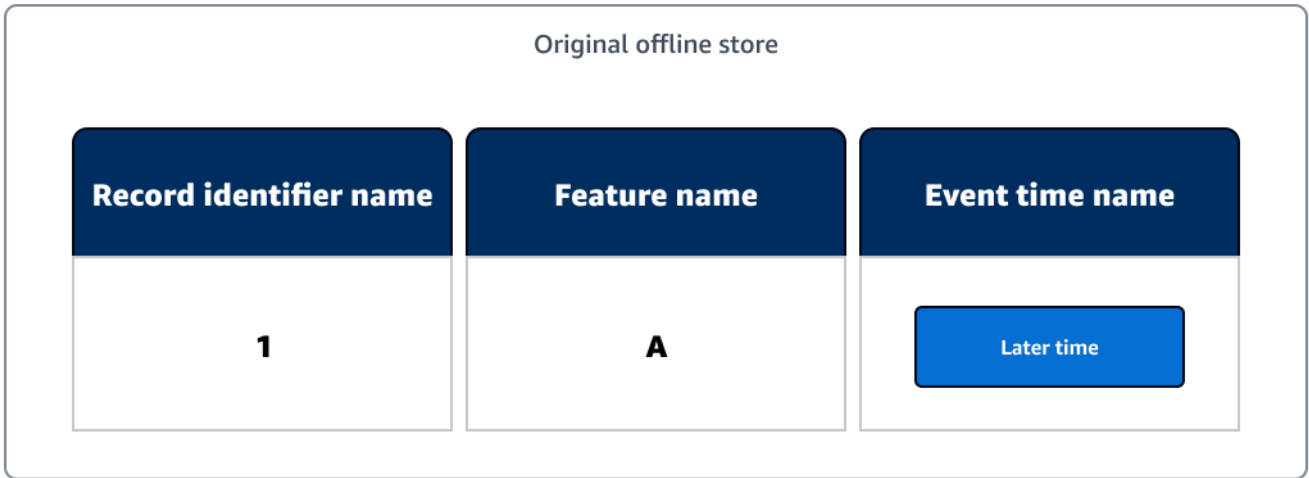 Original offline store
Record identifier name Feature name Event time name
1 A Later time